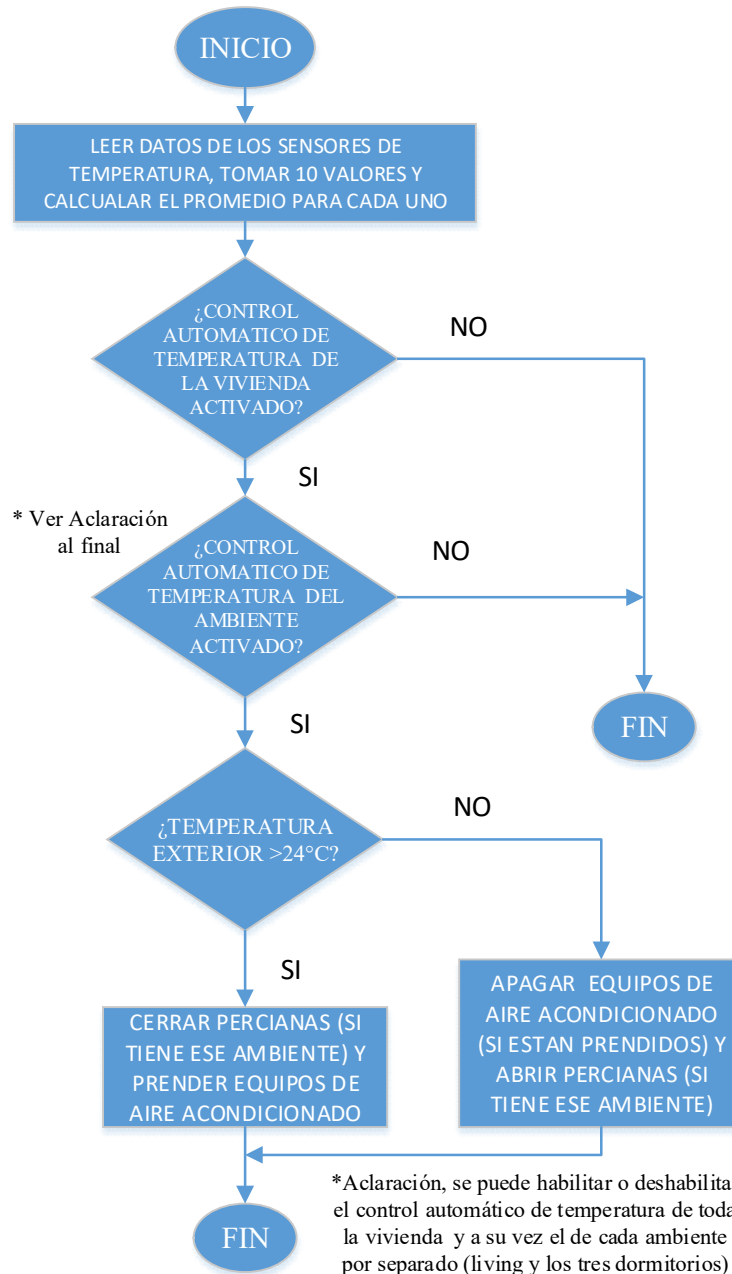 INICIO
LEER DATOS DE LOS SENSORES DE
TEMPERATURA, TOMAR 10 VALORES Y
CALCUALAR EL PROMEDIO PARA CADA UNO
¿CONTROL
AUTOMATICO DE
TEMPERATURA DE
LA VIVIENDA
ACTIVADO?
NO
SI
* Ver Aclaración
al final
¿CONTROL
AUTOMATICO DE
TEMPERATURA DEL
AMBIENTE
ACTIVADO?
NO
SI
FIN
¿TEMPERATURA
EXTERIOR >24°C?
NO
SI
CERRAR PERCIANAS (SI
TIENE ESE AMBIENTE) Y
PRENDER EQUIPOS DE
AIRE ACONDICIONADO
APAGAR EQUIPOS DE
AIRE ACONDICIONADO
(SI ESTAN PRENDIDOS) Y
ABRIR PERCIANAS (SI
TIENE ESE AMBIENTE)
FIN
*Aclaración, se puede habilitar o deshabilita
el control automático de temperatura de toda
la vivienda y a su vez el de cada ambiente
por separado (living y los tres dormitorios)